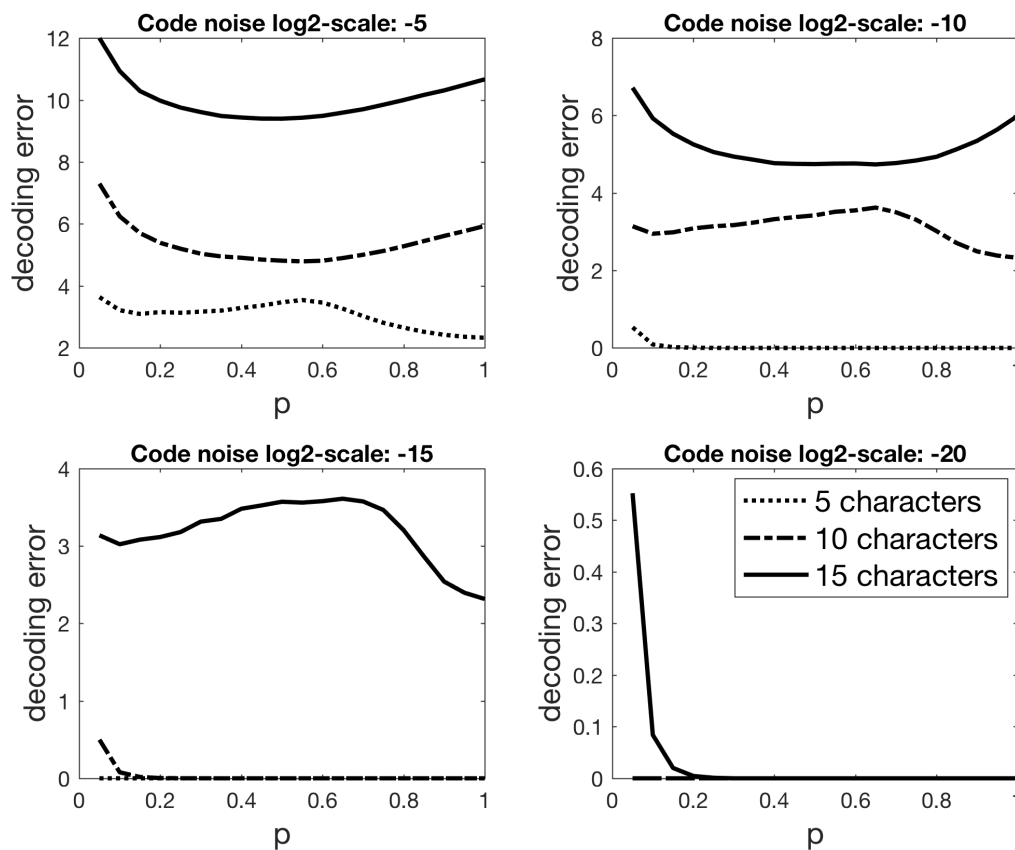 Code noise log2-scale: -5
12
10
8
6
4
2
decoding error
0 0.2 0.4 0.6 0.8 1
p
Code noise log2-scale: -10
8
6
4
2
0
decoding error
0 0.2 0.4 0.6 0.8 1
p
Code noise log2-scale: -15
4
3
2
1
0
decoding error
0 0.2 0.4 0.6 0.8 1
p
Code noise log2-scale: -20
0.6
0.5
0.4
0.3
0.2
0.1
0
decoding error
5 characters
10 characters
15 characters
0 0.2 0.4 0.6 0.8 1
p